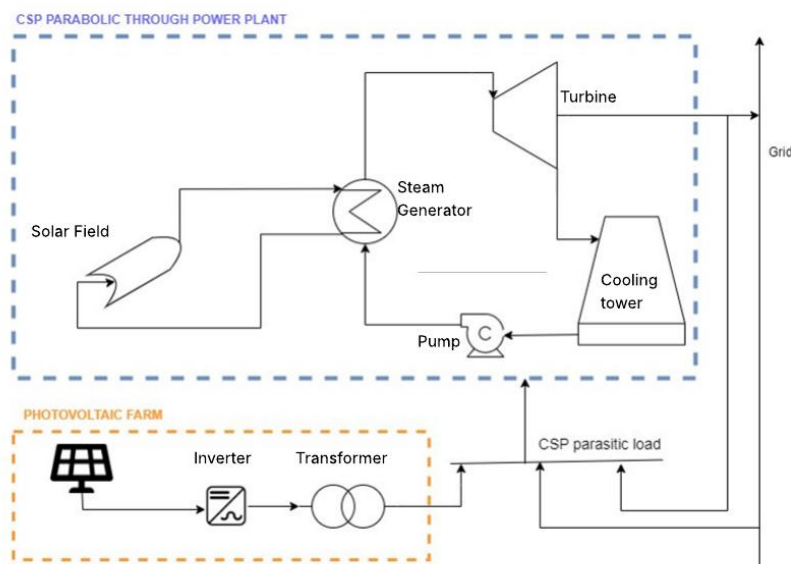 CSP PARABOLIC THROUGH POWER PLANT
Turbine
Grid
Steam
Generator
Solar Field
Cooling
tower
Pump
C
PHOTOVOLTAIC FARM
CSP parasitic load
Inverter
Transformer